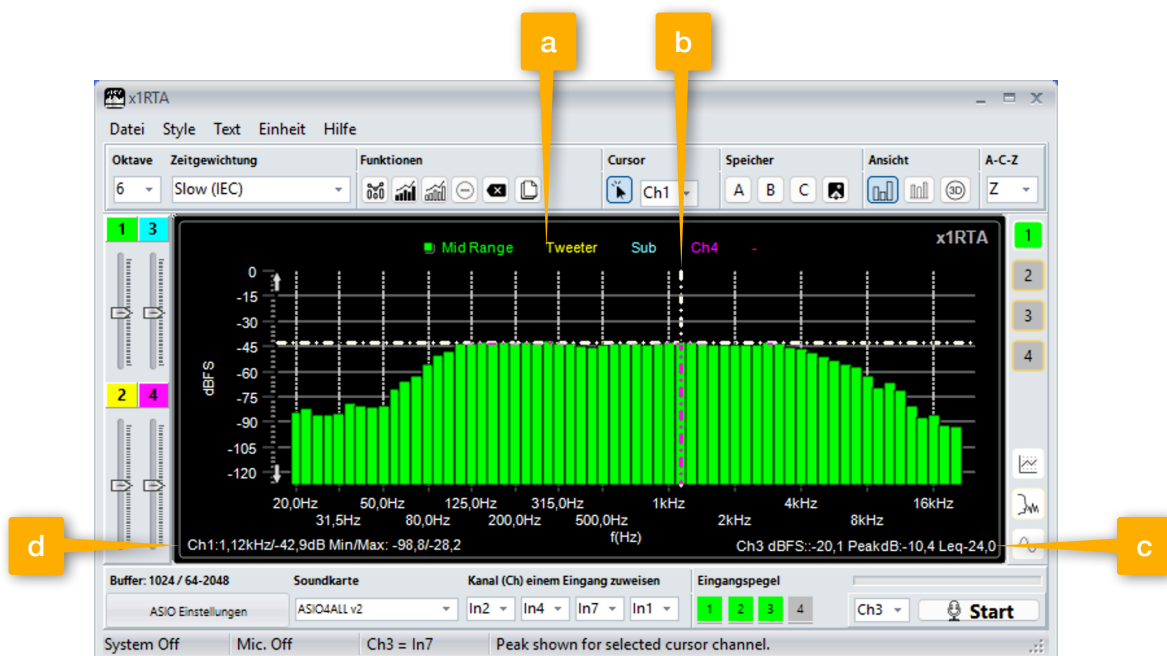 a b
x1RTA
Datei Style Text Einheit Hilfe
Oktave Zeitgewichtung Funktionen Cursor Speicher Ansicht A-C-Z
6 Slow (IEC) Ch1 A B C 3D Z
1 3
x1RTA
1
Mid Range Tweeter Sub Ch4 -
0
2
-15
3
-30
-45
4
dBFS
-60
2 4
-75
-90
-105
-120
20,0Hz 50,0Hz 125,0Hz 315,0Hz 1kHz 4kHz 16kHz
31,5Hz 80,0Hz 200,0Hz 500,0Hz 2kHz 8kHz
f(Hz)
d
Ch1:1,12kHz/-42,9dB Min/Max: -98,8/-28,2
Ch3 dBFS::-20,1 PeakdB:-10,4 Leq-24,0
c
Buffer: 1024 / 64-2048 Soundkarte Kanal (Ch) einem Eingang zuweisen Eingangspegel
ASIO Einstellungen ASIO4ALL v2 In2 In4 In7 In1 1 2 3 4 Ch3 Start
System Off Mic. Off Ch3 = In7 Peak shown for selected cursor channel.